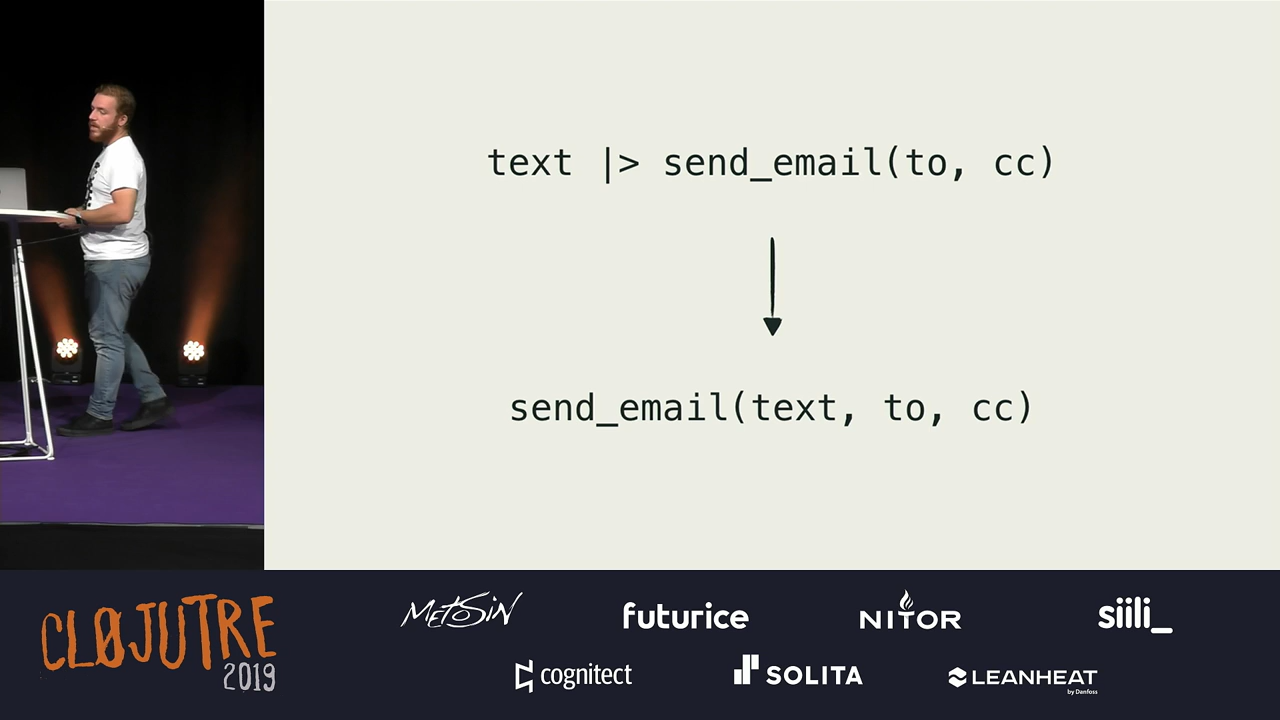 text |> send_email(to, cc)
send_email(text, to, cc)
CLØJUTRE
2019
METOSIN
futurice
NITOR
siili_
cognitect
SOLITA
LEANHEAT
by Danfoss